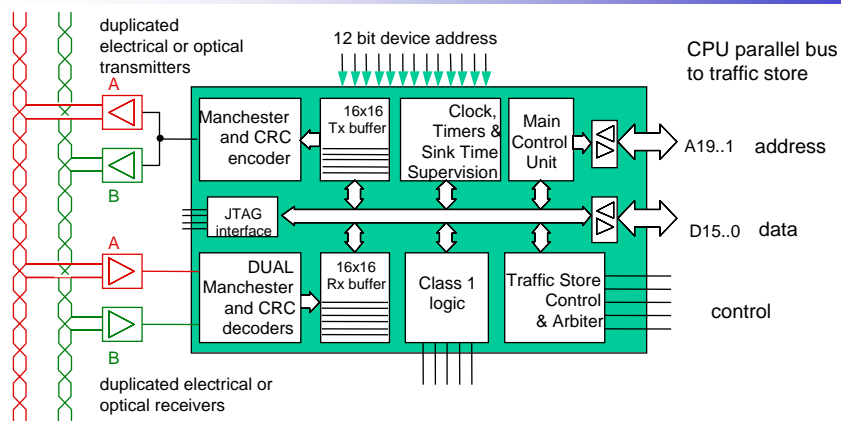 duplicated
electrical or optical
transmitters
12 bit device address
CPU parallel bus
to traffic store
A
B
Manchester
and CRC
encoder
16x16
Tx buffer
Clock,
Timers &
Sink Time
Supervision
Main
Control
Unit
A19..1 address
JTAG
interface
D15..0 data
A
B
DUAL
Manchester
and CRC
decoders
16x16
Rx buffer
Class 1
logic
Traffic Store
Control
& Arbiter
control
duplicated electrical or
optical receivers